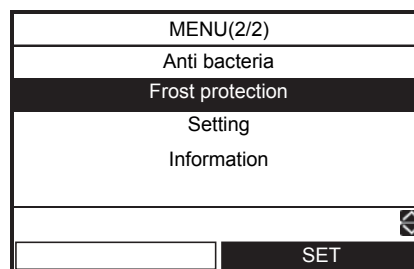 MENU(2/2)
Anti bacteria
Frost protection
Setting
Information
SET